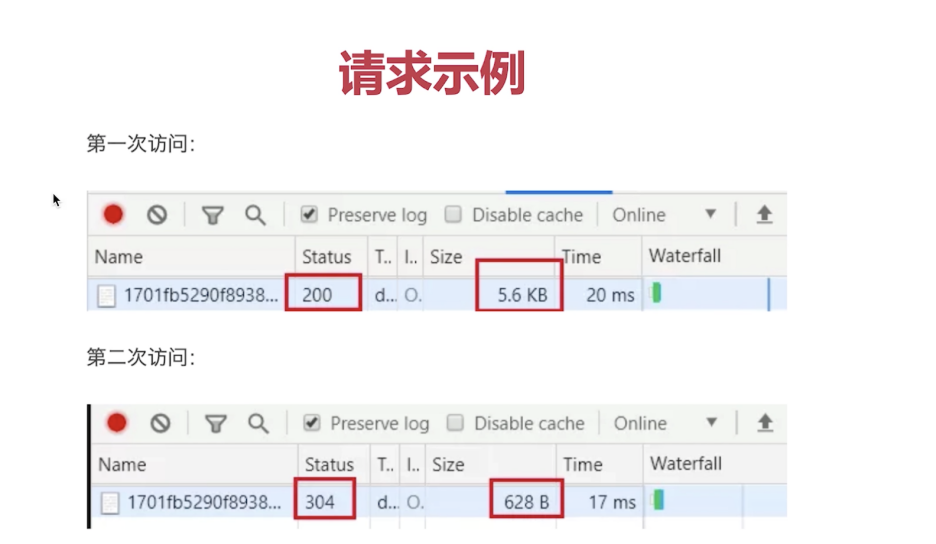 请求示例
第一次访问：
Preserve log Disable cache Online
Name Status T.. I.. Size Time Waterfall
1701fb5290f8938... 200 d... O. 5.6 KB 20 ms
第二次访问：
Preserve log Disable cache Online
Name Status T.. I.. Size Time Waterfall
1701fb5290f8938... 304 d... O. 628 B 17 ms